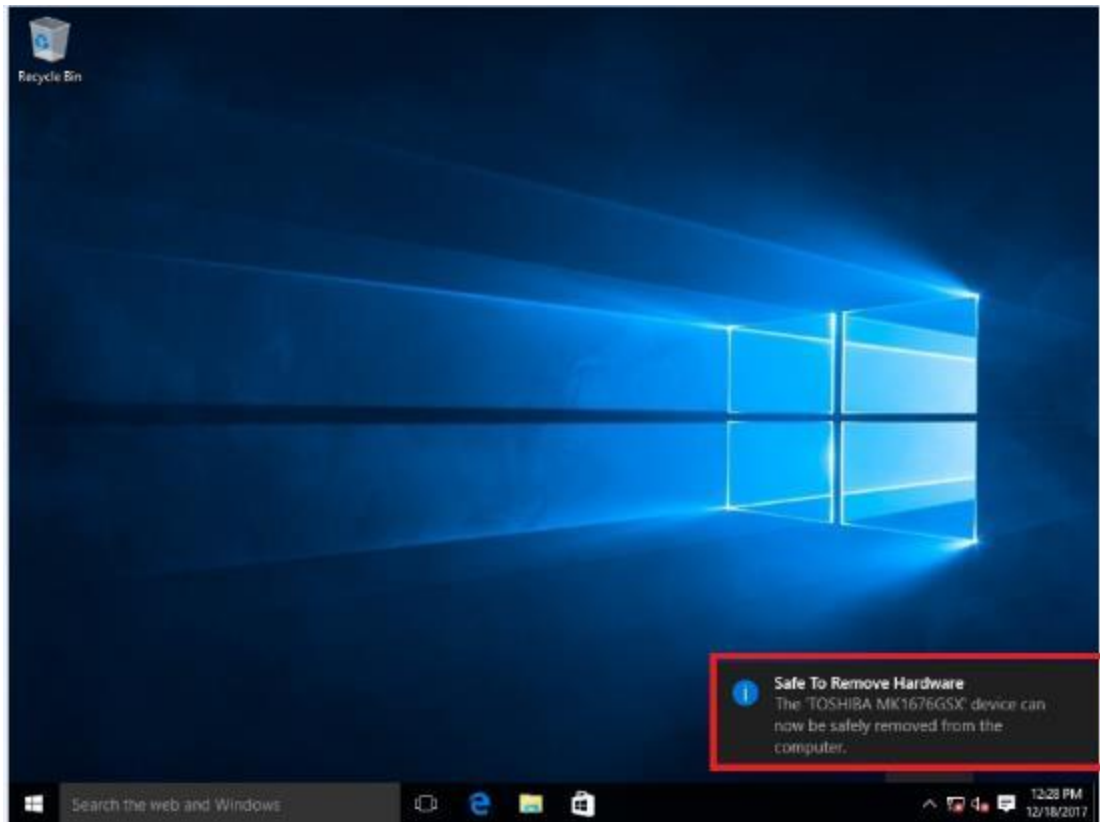 Recycle Bin
Safe To Remove Hardware
The 'TOSHIBA MK1676GSX' device can
now be safely removed from the
computer.
Search the web and Windows
12:28 PM
12/18/2017